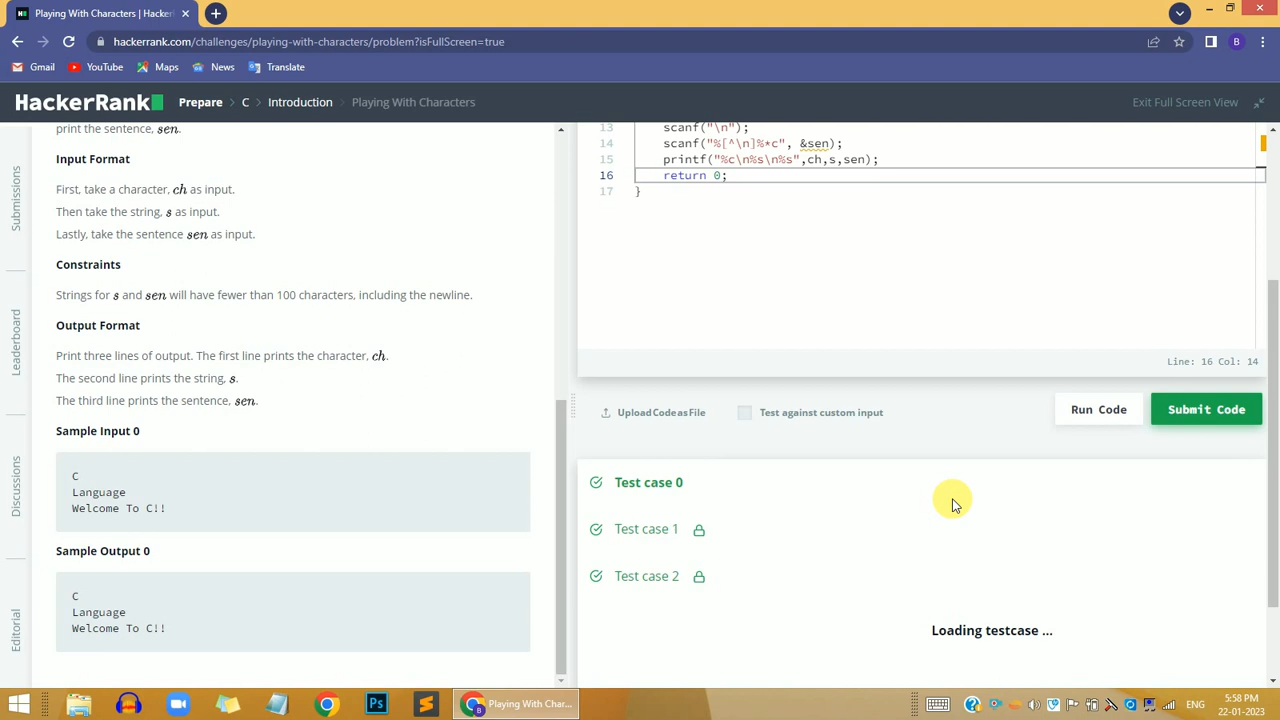 Playing With Characters | Hacker
hackerrank.com/challenges/playing-with-characters/problem?isFullScreen=true
B
Gmail
YouTube
Maps
News
Translate
HackerRank
Prepare > C > Introduction > Playing With Characters
Exit Full Screen View
Submissions
Leaderboard
Discussions
Editorial
print the sentence, sen.
Input Format
First, take a character, ch as input.
Then take the string, s as input.
Lastly, take the sentence sen as input.
Constraints
Strings for s and sen will have fewer than 100 characters, including the newline.
Output Format
Print three lines of output. The first line prints the character, ch.
The second line prints the string, s.
The third line prints the sentence, sen.
Sample Input 0
C
Language
Welcome To C!!
Sample Output 0
C
Language
Welcome To C!!
13 scanf("\n");
14 scanf("%[^\n]%*c", &sen);
15 printf("%c\n%s\n%s",ch,s,sen);
16 return 0;
17 }
Line: 16 Col: 14
Upload Code as File
Test against custom input
Run Code
Submit Code
Test case 0
Test case 1
Test case 2
Loading testcase ...
Ps
Playing With Char...
ENG
5:58 PM
22-01-2023